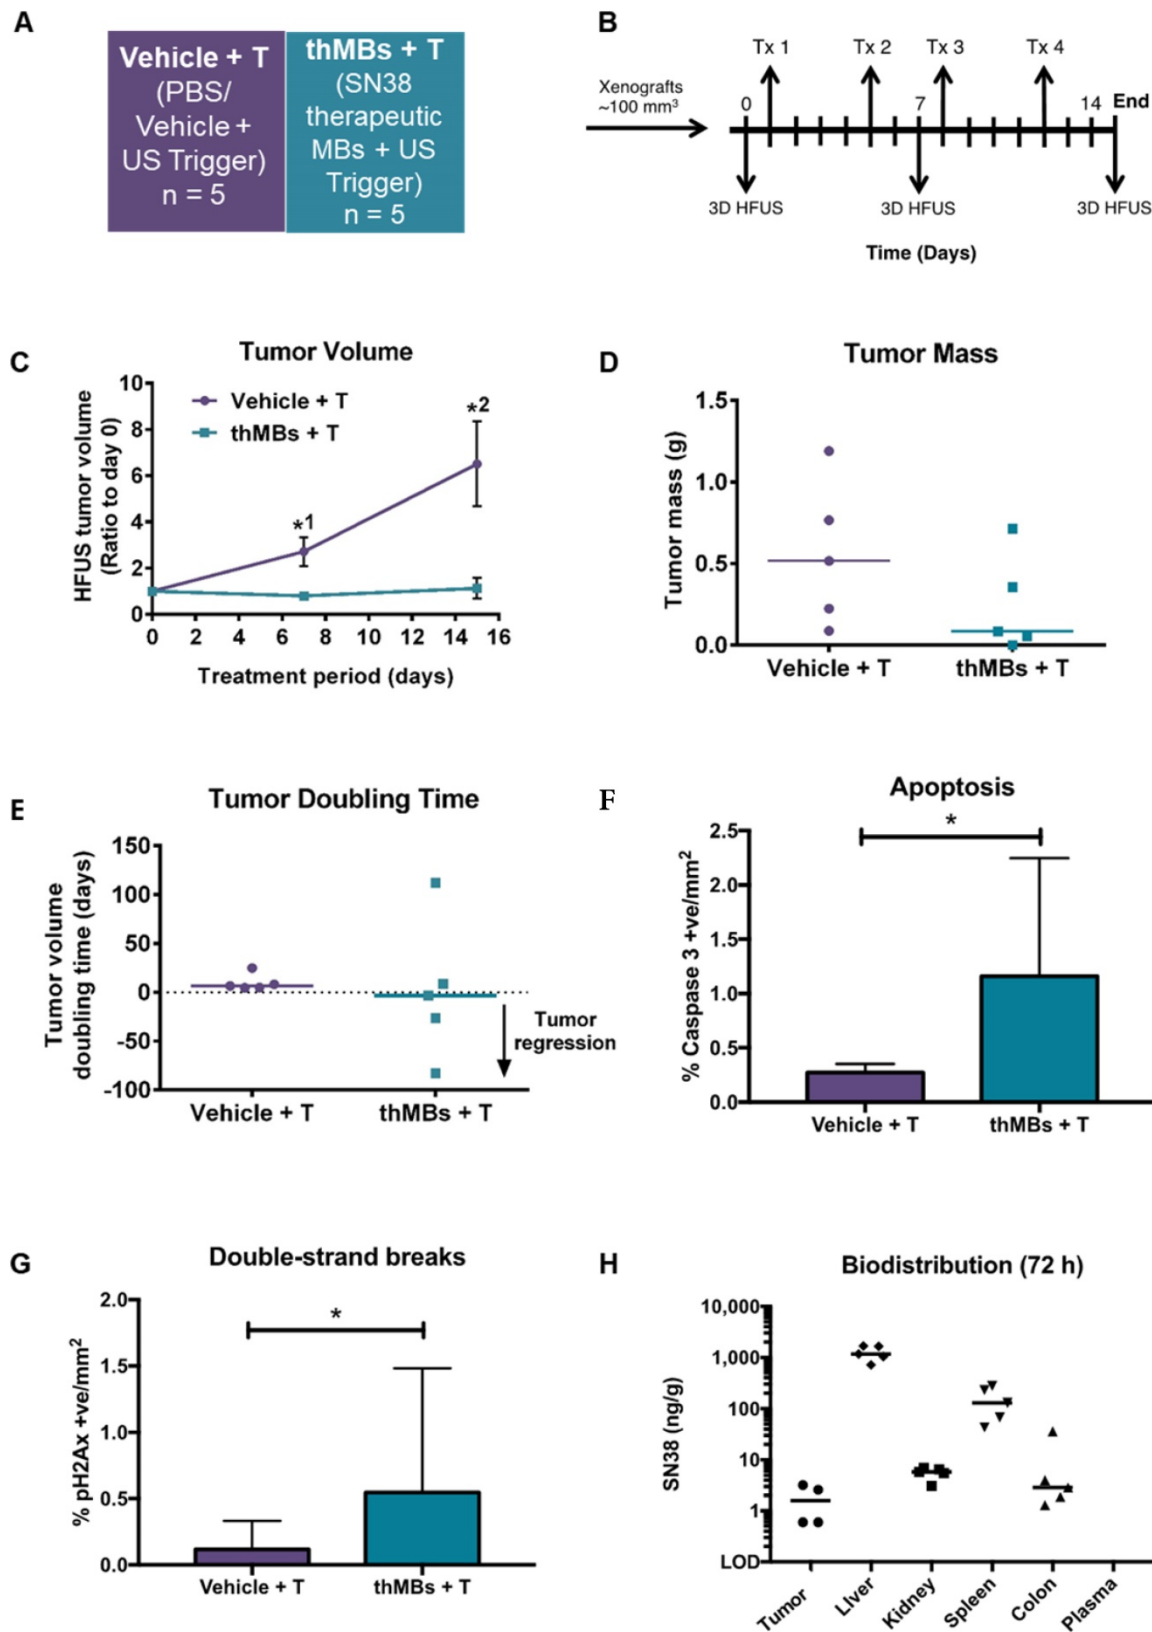 A
Vehicle + T
(PBS/
Vehicle +
US Trigger)
n = 5
thMBs + T
(SN38
therapeutic
MBs + US
Trigger)
n = 5
B
Xenografts
~100 mm³
Tx 1
Tx 2
Tx 3
Tx 4
0
7
14
End
3D HFUS
3D HFUS
3D HFUS
Time (Days)
C
Tumor Volume
HFUS tumor volume
(Ratio to day 0)
10
8
6
4
2
0
Vehicle + T
thMBs + T
*1
*2
0 2 4 6 8 10 12 14 16
Treatment period (days)
D
Tumor Mass
Tumor mass (g)
1.5
1.0
0.5
0.0
Vehicle + T
thMBs + T
E
Tumor Doubling Time
Tumor volume
doubling time (days)
150
100
50
0
-50
-100
Tumor
regression
Vehicle + T
thMBs + T
F
Apoptosis
% Caspase 3 +ve/mm²
2.5
2.0
1.5
1.0
0.5
0.0
*
Vehicle + T
thMBs + T
G
Double-strand breaks
% pH2Ax +ve/mm²
2.0
1.5
1.0
0.5
0.0
*
Vehicle + T
thMBs + T
H
Biodistribution (72 h)
SN38 (ng/g)
10,000
1,000
100
10
1
LOD
Tumor
LIver
Kidney
Spleen
Colon
Plasma